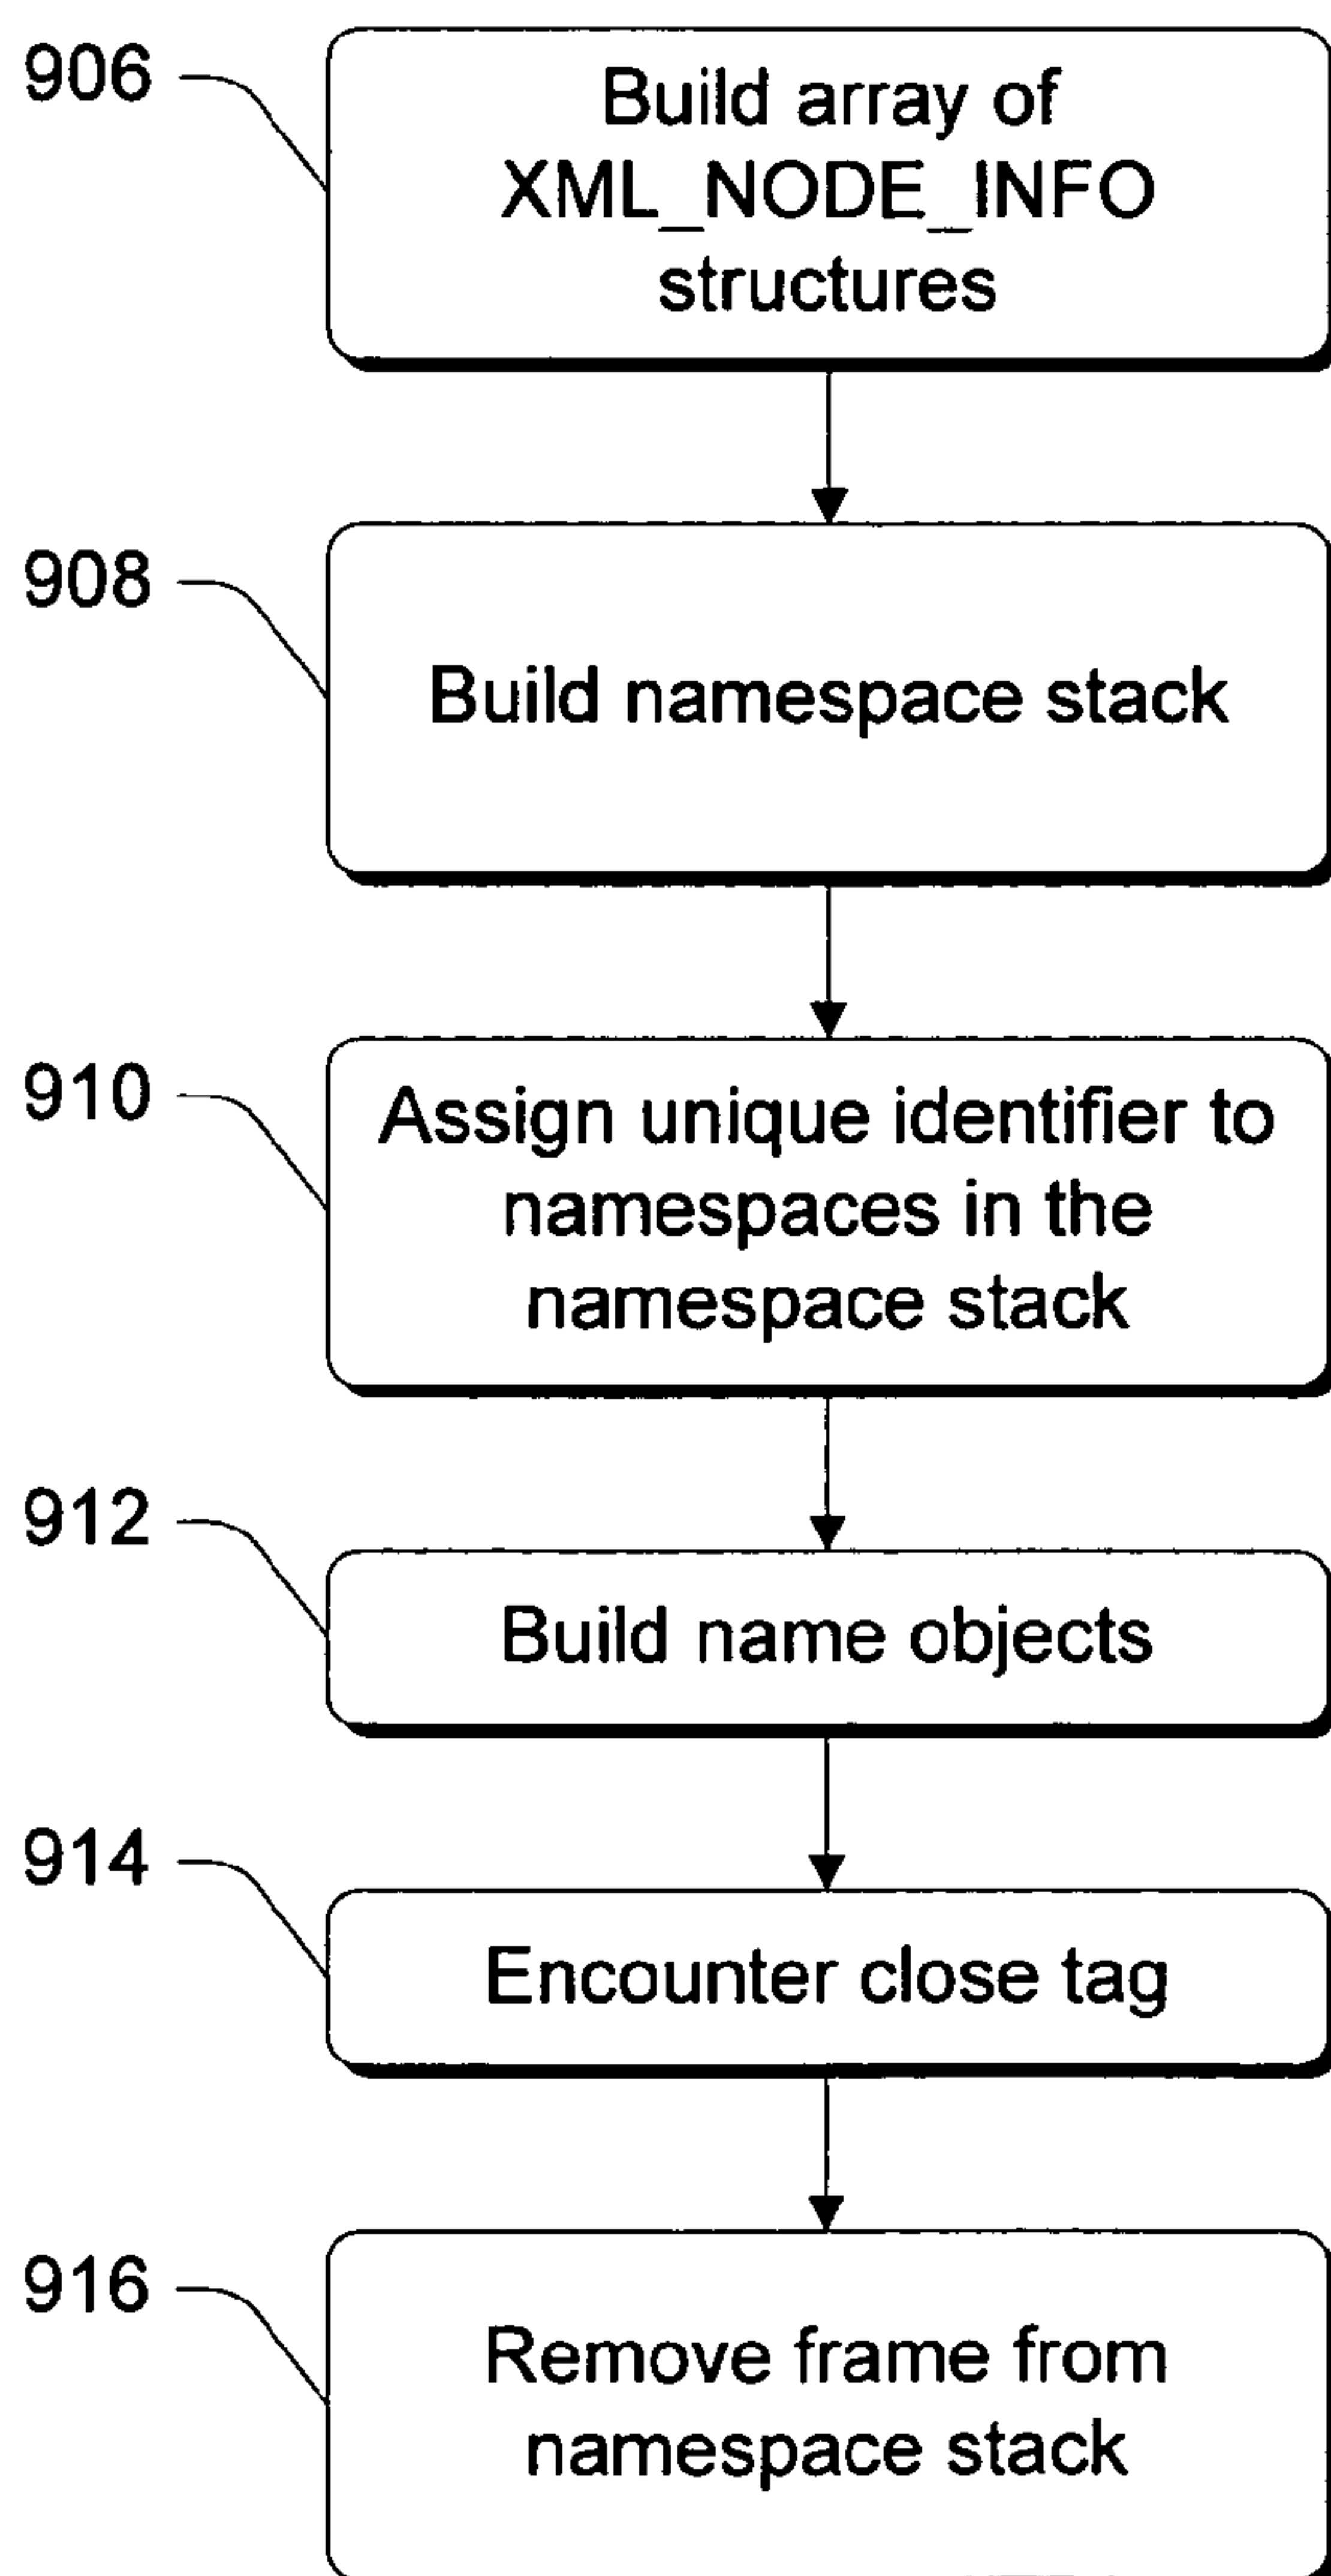 906
Build array of
XML_NODE_INFO
structures
908
Build namespace stack
910
Assign unique identifier to
namespaces in the
namespace stack
912
Build name objects
914
Encounter close tag
916
Remove frame from
namespace stack